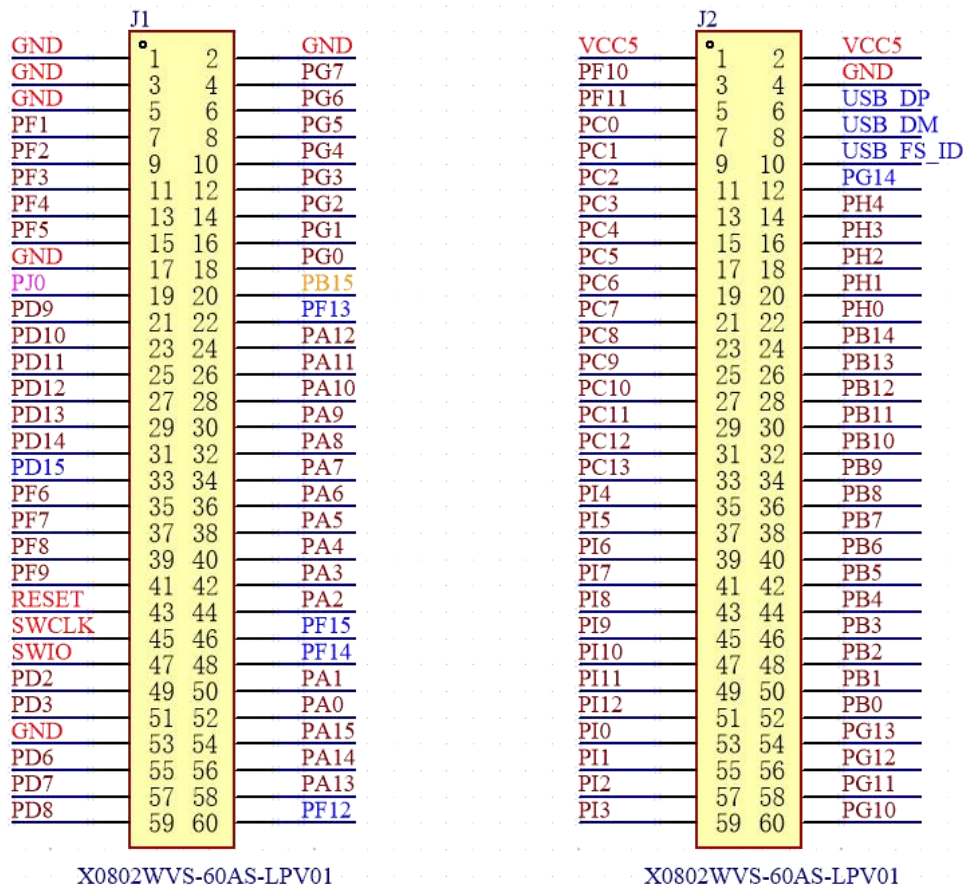 J1 J2
GND 1 2 GND VCC5 1 2 VCC5
GND 3 4 PG7 PF10 3 4 GND
GND 5 6 PG6 PF11 5 6 USB_DP
PF1 7 8 PG5 PC0 7 8 USB_DM
PF2 9 10 PG4 PC1 9 10 USB_FS_ID
PF3 11 12 PG3 PC2 11 12 PG14
PF4 13 14 PG2 PC3 13 14 PH4
PF5 15 16 PG1 PC4 15 16 PH3
GND 17 18 PG0 PC5 17 18 PH2
PJ0 19 20 PB15 PC6 19 20 PH1
PD9 21 22 PF13 PC7 21 22 PH0
PD10 23 24 PA12 PC8 23 24 PB14
PD11 25 26 PA11 PC9 25 26 PB13
PD12 27 28 PA10 PC10 27 28 PB12
PD13 29 30 PA9 PC11 29 30 PB11
PD14 31 32 PA8 PC12 31 32 PB10
PD15 33 34 PA7 PC13 33 34 PB9
PF6 35 36 PA6 PI4 35 36 PB8
PF7 37 38 PA5 PI5 37 38 PB7
PF8 39 40 PA4 PI6 39 40 PB6
PF9 41 42 PA3 PI7 41 42 PB5
RESET 43 44 PA2 PI8 43 44 PB4
SWCLK 45 46 PF15 PI9 45 46 PB3
SWIO 47 48 PF14 PI10 47 48 PB2
PD2 49 50 PA1 PI11 49 50 PB1
PD3 51 52 PA0 PI12 51 52 PB0
GND 53 54 PA15 PI0 53 54 PG13
PD6 55 56 PA14 PI1 55 56 PG12
PD7 57 58 PA13 PI2 57 58 PG11
PD8 59 60 PF12 PI3 59 60 PG10
X0802WVS-60AS-LPV01 X0802WVS-60AS-LPV01